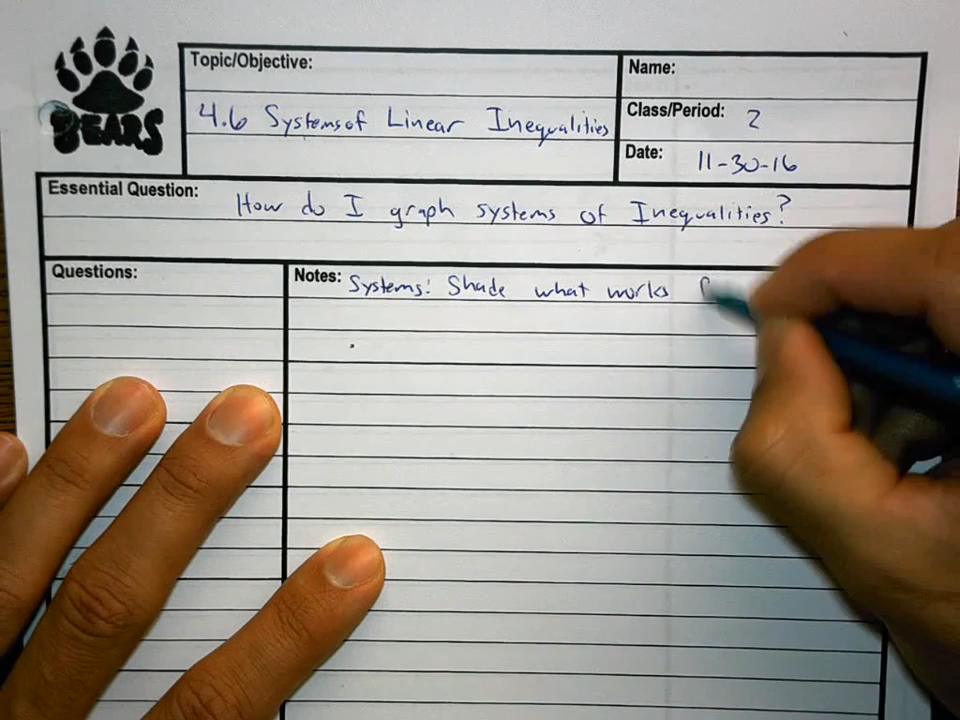 BEARS
Topic/Objective:
4.6 Systems of Linear Inequalities
Name:
Class/Period: 2
Date: 11-30-16
Essential Question: How do I graph systems of Inequalities?
Questions:
Notes: Systems: Shade what works